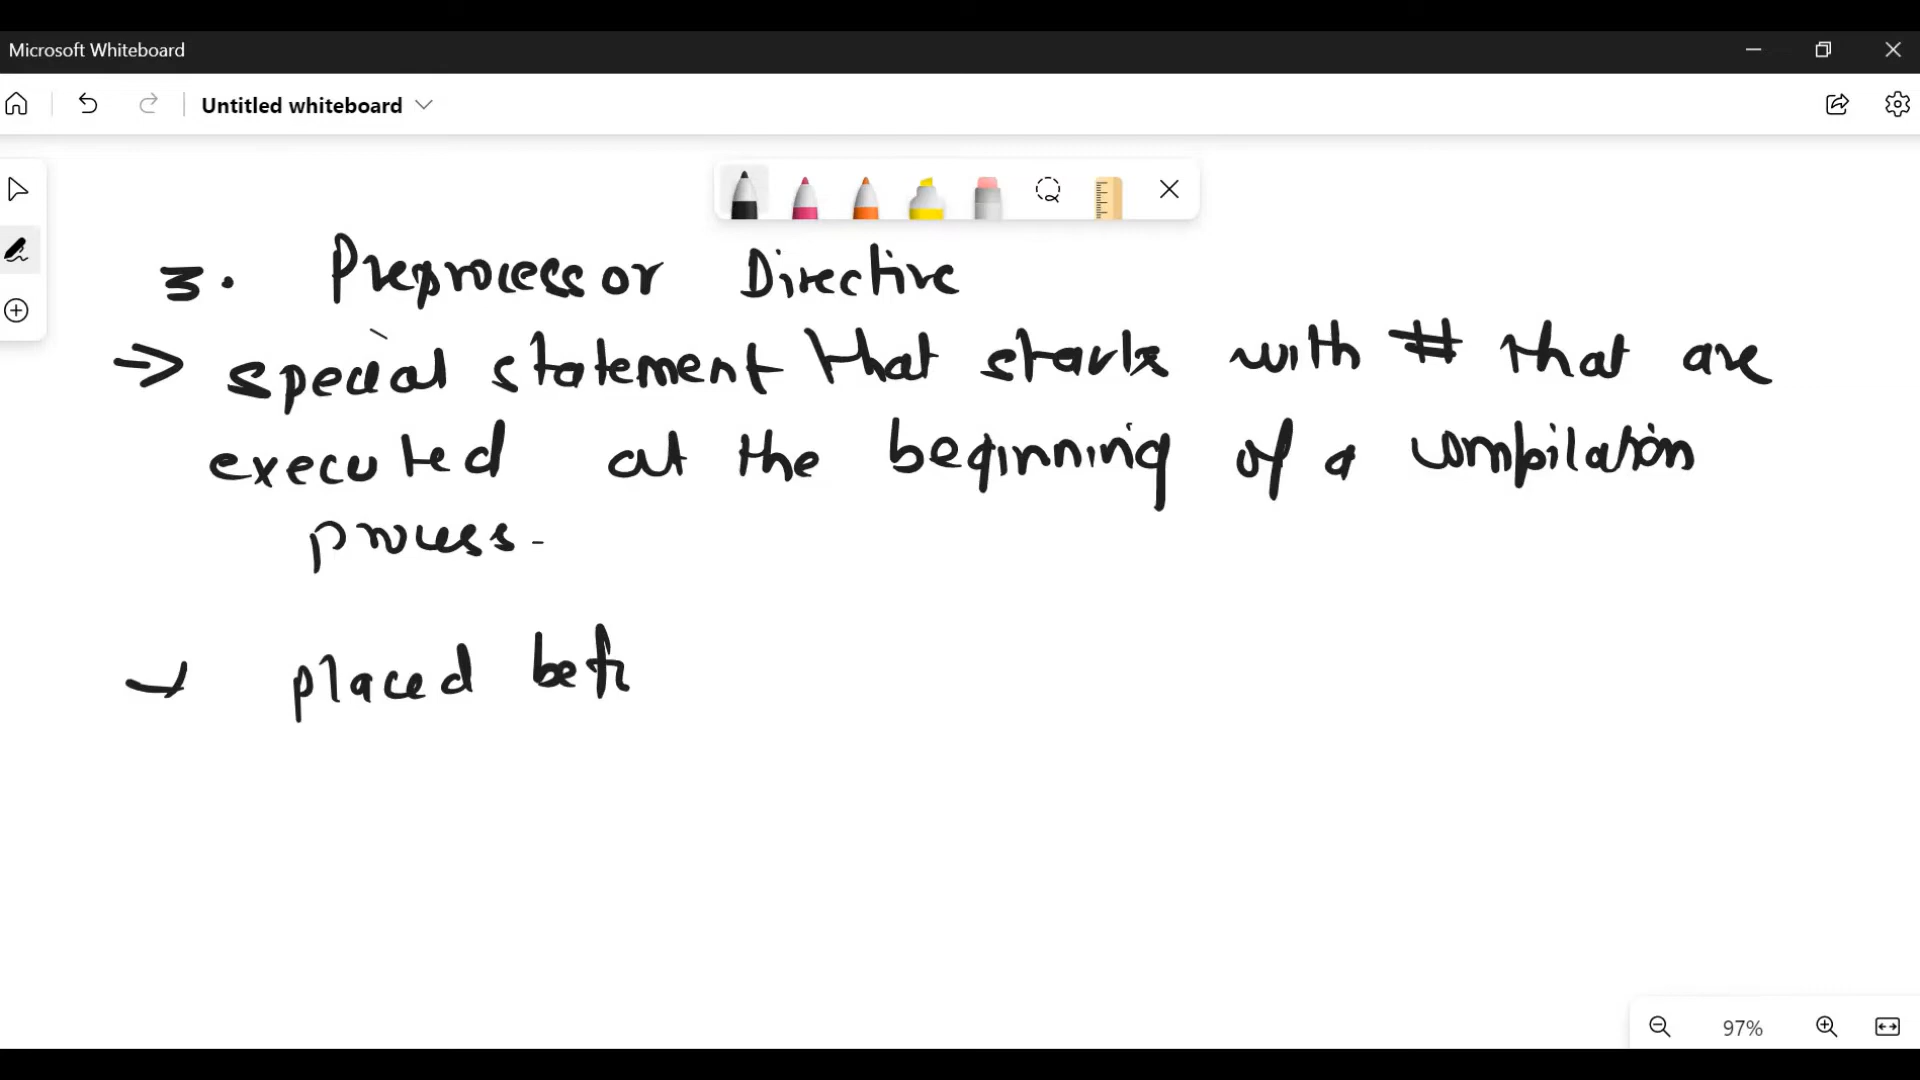 Microsoft Whiteboard
Untitled whiteboard
3. Preprocessor Directive
⇒ special statement that starts with # that are
executed at the beginning of a compilation
process.
→ placed befr
97%